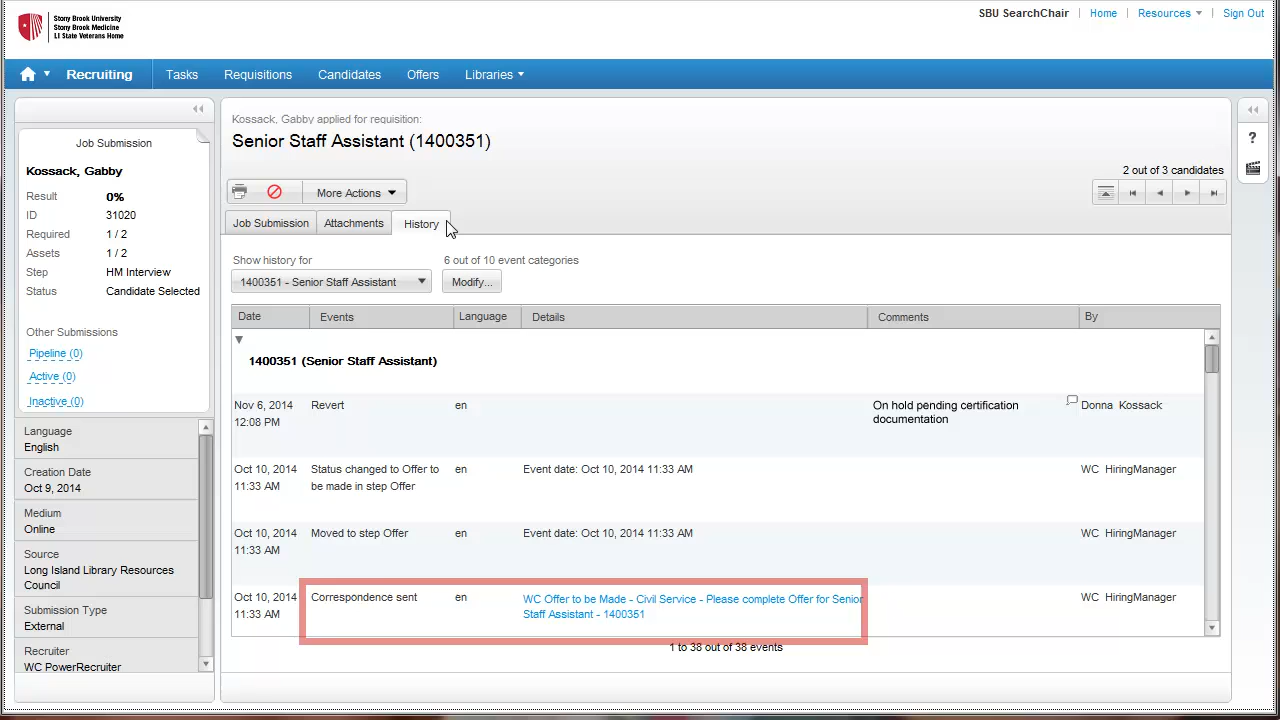 Stony Brook University
Stony Brook Medicine
LI State Veterans Home
SBU SearchChair
Home
Resources
Sign Out
Recruiting
Tasks
Requisitions
Candidates
Offers
Libraries
Job Submission
Kossack, Gabby
Result 0%
ID 31020
Required 1 / 2
Assets 1 / 2
Step HM Interview
Status Candidate Selected
Other Submissions
Pipeline (0)
Active (0)
Inactive (0)
Language
English
Creation Date
Oct 9, 2014
Medium
Online
Source
Long Island Library Resources
Council
Submission Type
External
Recruiter
WC PowerRecruiter
Kossack, Gabby applied for requisition:
Senior Staff Assistant (1400351)
2 out of 3 candidates
More Actions
Job Submission
Attachments
History
Show history for
6 out of 10 event categories
1400351 - Senior Staff Assistant
Modify...
Date Events Language Details Comments By
1400351 (Senior Staff Assistant)
Nov 6, 2014 Revert en On hold pending certification Donna Kossack
12:08 PM documentation
Oct 10, 2014 Status changed to Offer to en Event date: Oct 10, 2014 11:33 AM WC HiringManager
11:33 AM be made in step Offer
Oct 10, 2014 Moved to step Offer en Event date: Oct 10, 2014 11:33 AM WC HiringManager
11:33 AM
Oct 10, 2014 Correspondence sent en WC Offer to be Made - Civil Service - Please complete Offer for Senior WC HiringManager
11:33 AM Staff Assistant - 1400351
1 to 38 out of 38 events
?